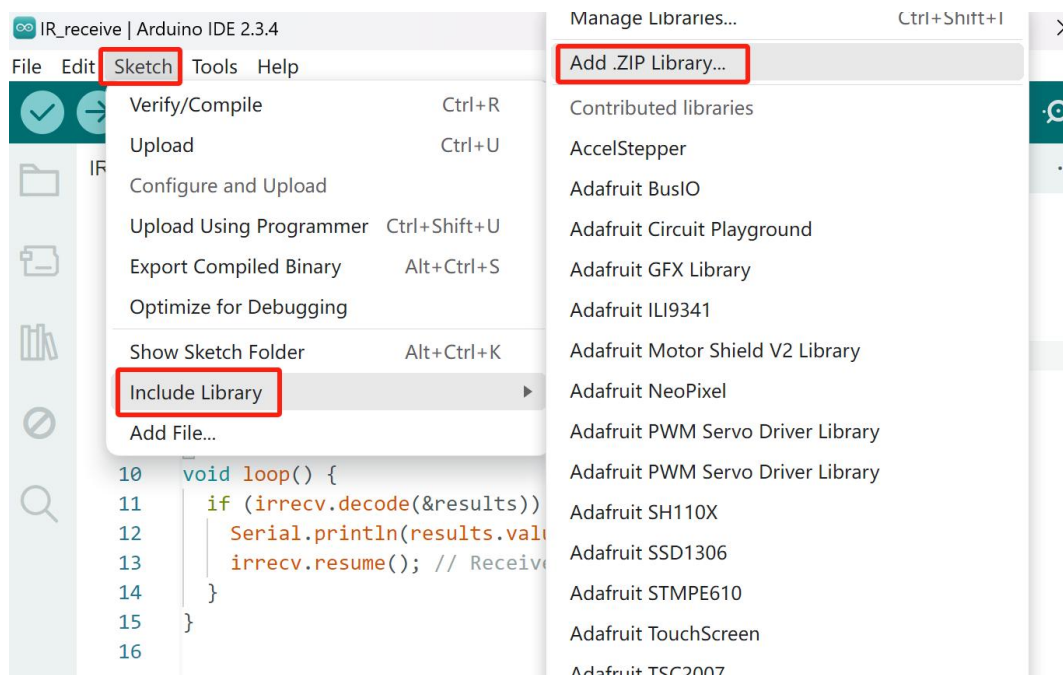 IR_receive | Arduino IDE 2.3.4
File Edit Sketch Tools Help
Verify/Compile Ctrl+R
Upload Ctrl+U
Configure and Upload
Upload Using Programmer Ctrl+Shift+U
Export Compiled Binary Alt+Ctrl+S
Optimize for Debugging
Show Sketch Folder Alt+Ctrl+K
Include Library
Add File...
Manage Libraries... Ctrl+Shift+I
Add .ZIP Library...
Contributed libraries
AccelStepper
Adafruit BusIO
Adafruit Circuit Playground
Adafruit GFX Library
Adafruit ILI9341
Adafruit Motor Shield V2 Library
Adafruit NeoPixel
Adafruit PWM Servo Driver Library
Adafruit PWM Servo Driver Library
Adafruit SH110X
Adafruit SSD1306
Adafruit STMPE610
Adafruit TouchScreen
Adafruit TSC2007
IR
10 void loop() {
11 if (irrecv.decode(&results))
12 Serial.println(results.valu
13 irrecv.resume(); // Receive
14 }
15 }
16